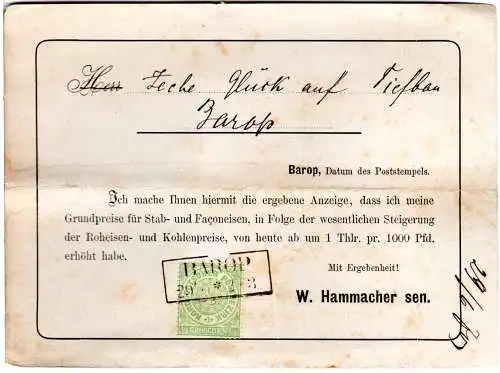 Herr Zeche Glück auf Tiefbau
Barop
Barop, Datum des Poststempels.
Ich mache Ihnen hiermit die ergebene Anzeige, dass ich meine
Grundpreise für Stab- und Façoneisen, in Folge der wesentlichen Steigerung
der Roheisen- und Kohlenpreise, von heute ab um 1 Thlr. pr. 1000 Pfd.
erhöht habe.
Mit Ergebenheit!
W. Hammacher sen.
BAROP
29